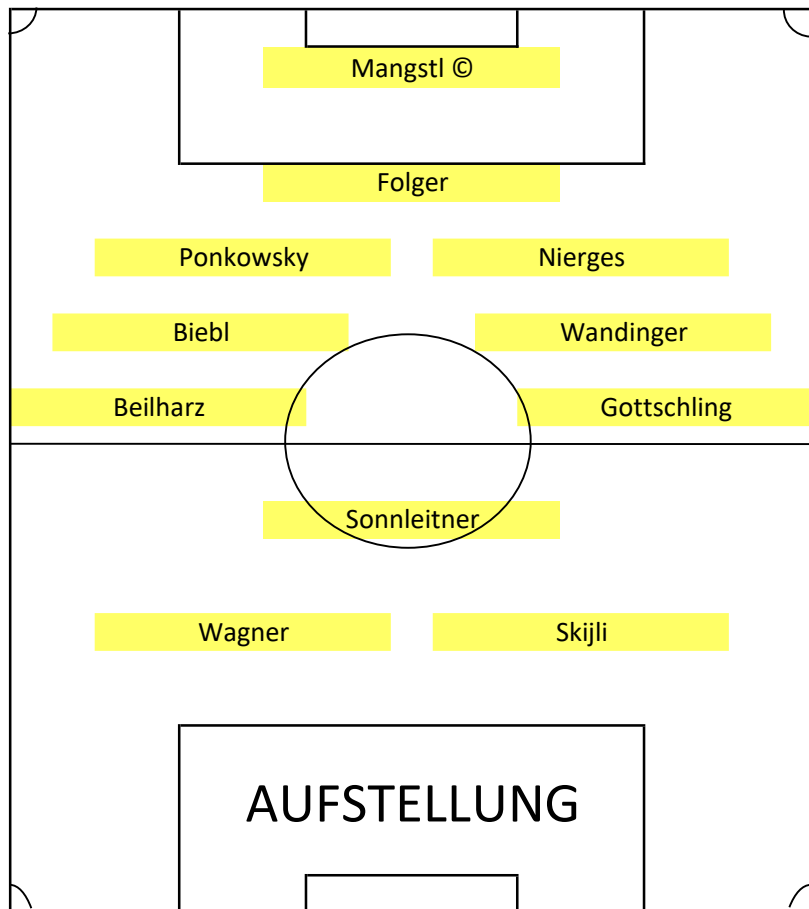 Mangstl ©
Folger
Ponkowsky Nierges
Biebl Wandinger
Beilharz Gottschling
Sonnleitner
Wagner Skijli
AUFSTELLUNG